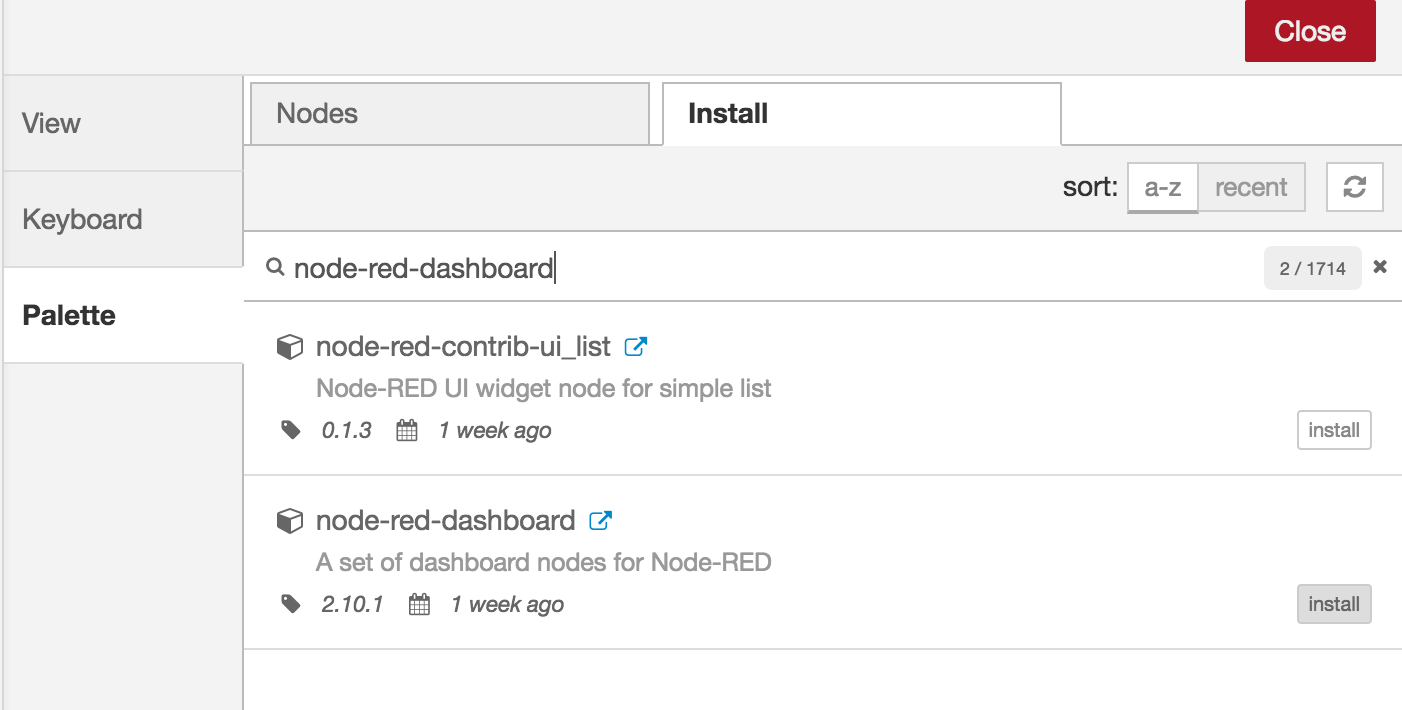 Close
View
Keyboard
Palette
Nodes
Install
sort: a-z recent
node-red-dashboard
2 / 1714
node-red-contrib-ui_list
Node-RED UI widget node for simple list
0.1.3 1 week ago
install
node-red-dashboard
A set of dashboard nodes for Node-RED
2.10.1 1 week ago
install